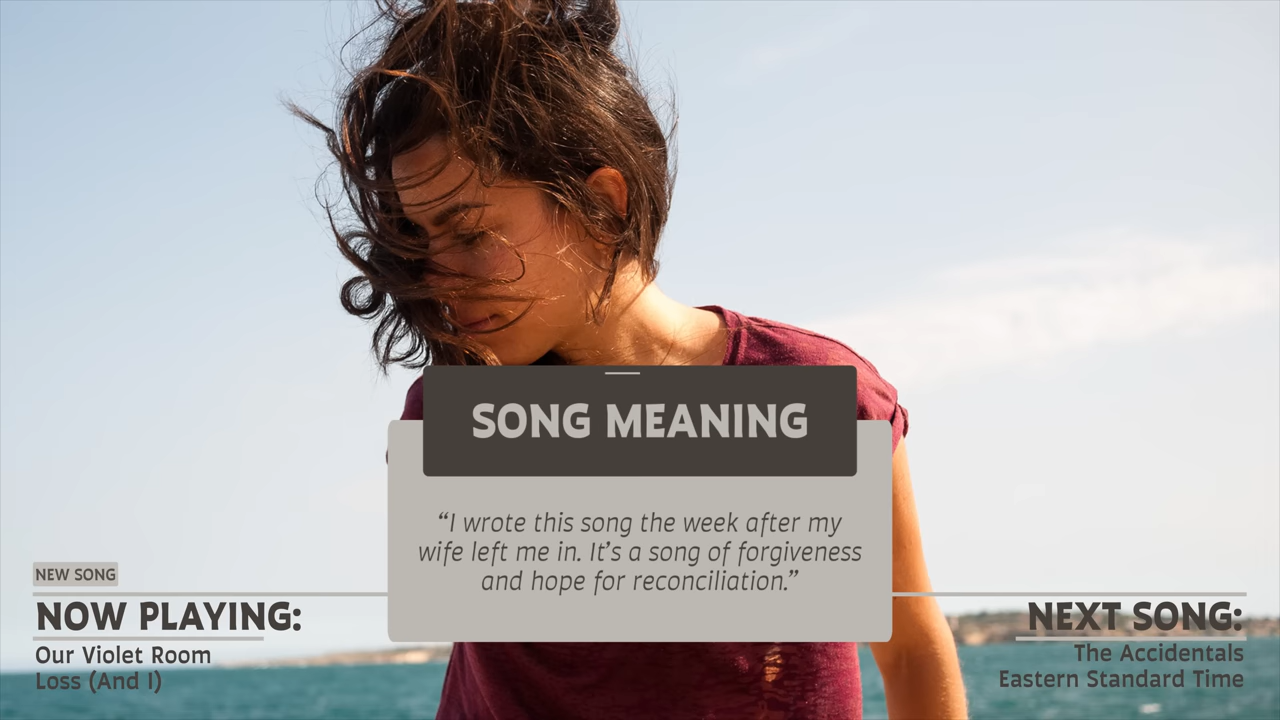 SONG MEANING
“I wrote this song the week after my
wife left me in. It’s a song of forgiveness
and hope for reconciliation.”
NEW SONG
NOW PLAYING:
Our Violet Room
Loss (And I)
NEXT SONG:
The Accidentals
Eastern Standard Time